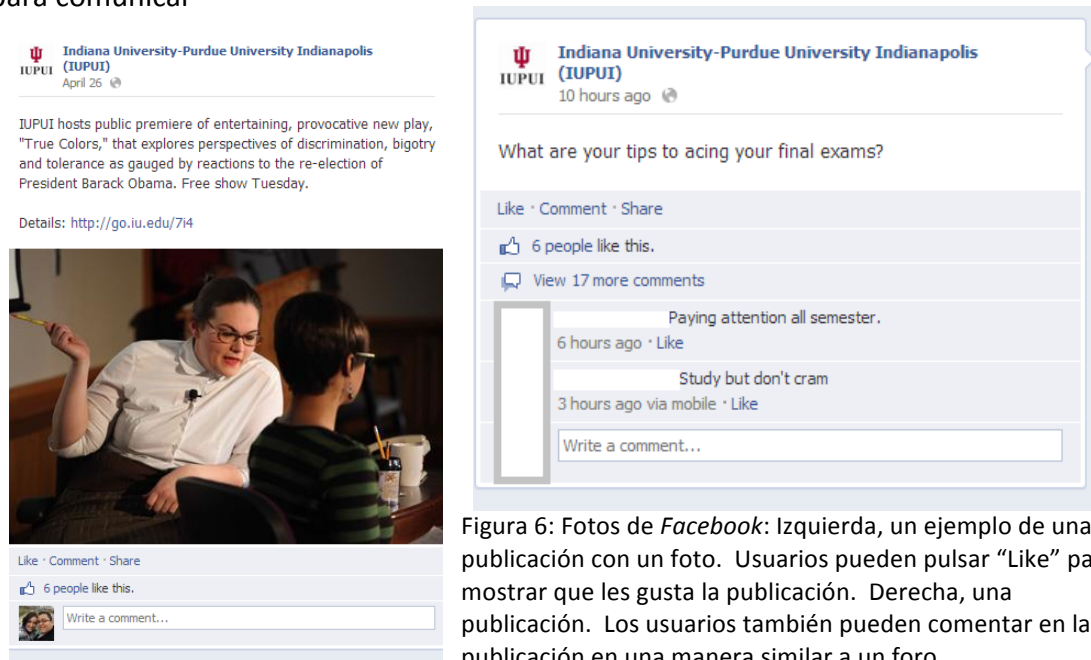 para comunicar
IUPUI
Indiana University-Purdue University Indianapolis
(IUPUI)
April 26
IUPUI hosts public premiere of entertaining, provocative new play,
"True Colors," that explores perspectives of discrimination, bigotry
and tolerance as gauged by reactions to the re-election of
President Barack Obama. Free show Tuesday.
Details: http://go.iu.edu/7i4
Like · Comment · Share
6 people like this.
Write a comment...
IUPUI
Indiana University-Purdue University Indianapolis
(IUPUI)
10 hours ago
What are your tips to acing your final exams?
Like · Comment · Share
6 people like this.
View 17 more comments
Paying attention all semester.
6 hours ago · Like
Study but don't cram
3 hours ago via mobile · Like
Write a comment...
Figura 6: Fotos de Facebook: Izquierda, un ejemplo de una
publicación con un foto. Usuarios pueden pulsar “Like” pa
mostrar que les gusta la publicación. Derecha, una
publicación. Los usuarios también pueden comentar en la
publicación en una manera similar a un foro